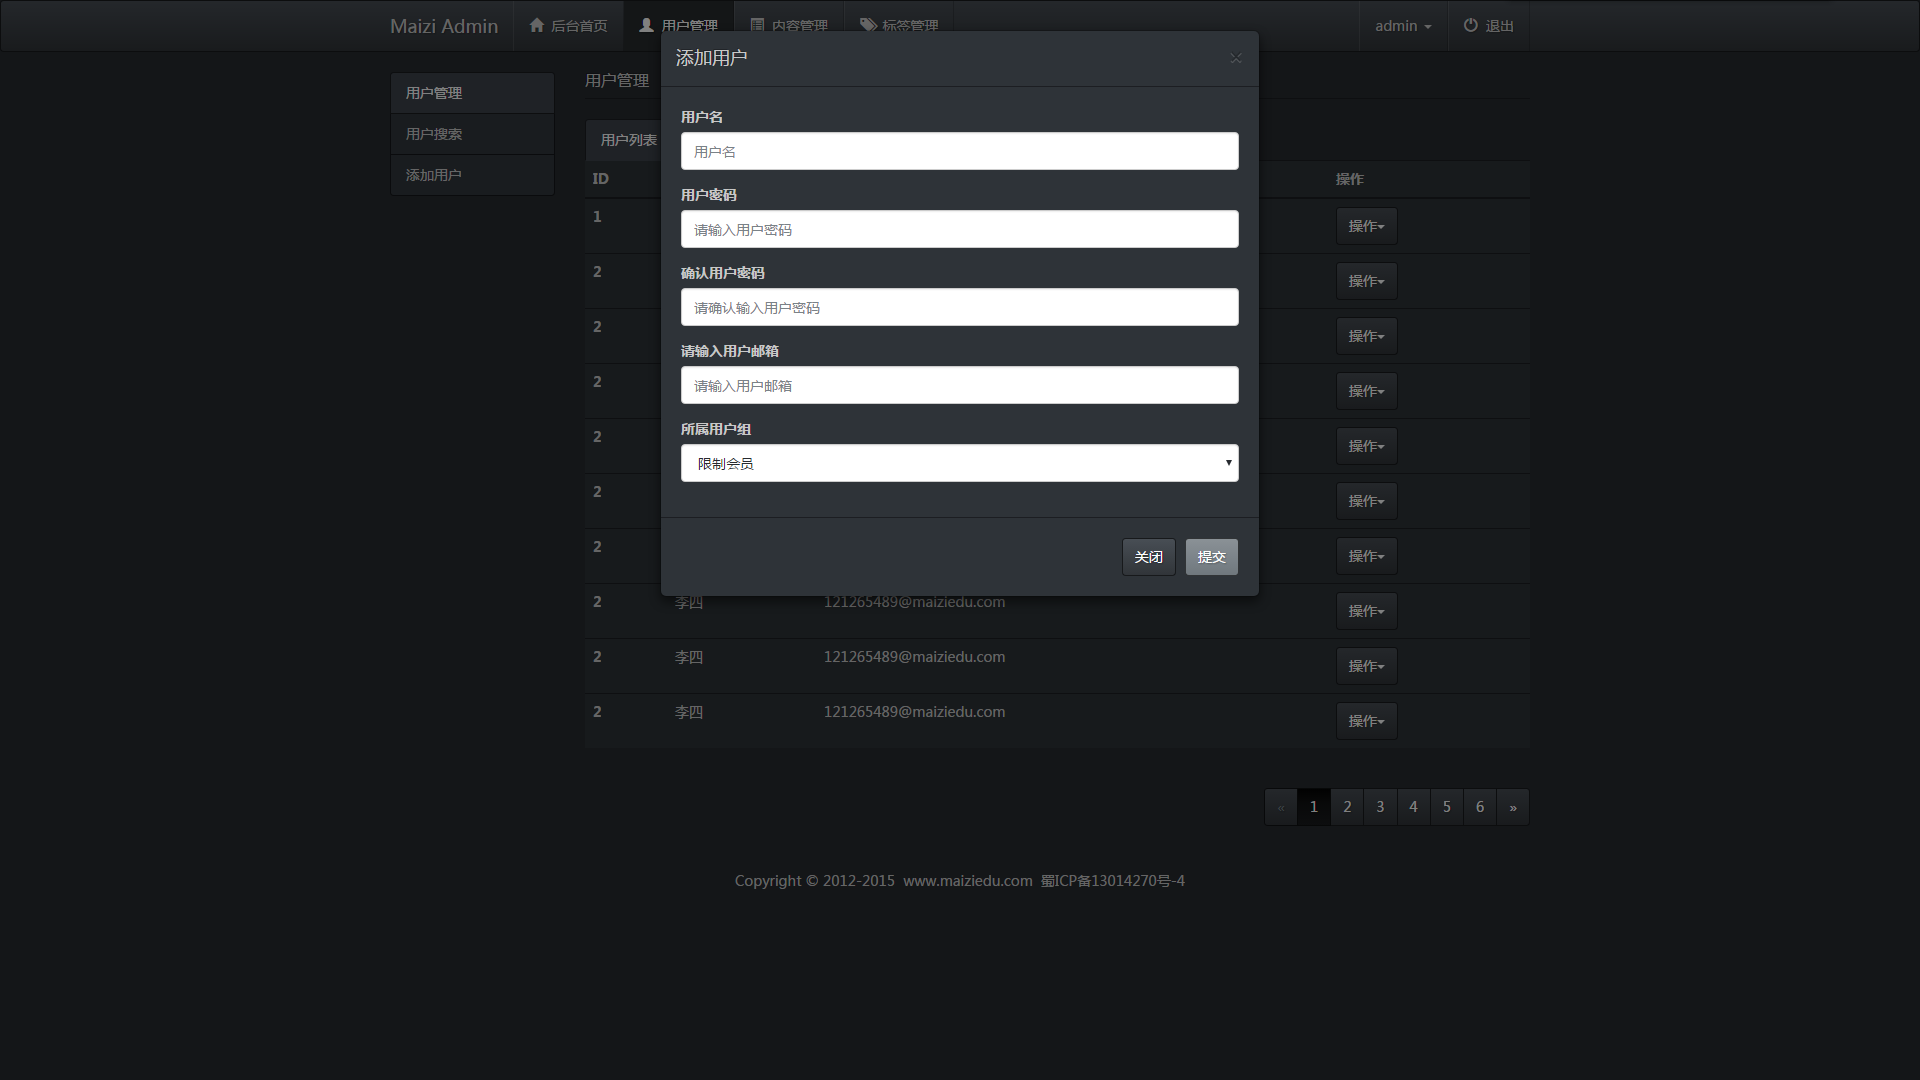 Maizi Admin 后台首页 用户管理 内容管理 标签管理 admin 退出
添加用户 ×
用户管理
用户搜索
添加用户
用户管理
用户列表
ID 操作
1 操作
2 操作
2 操作
2 操作
2 操作
2 操作
2 操作
2 李四 121265489@maiziedu.com 操作
2 李四 121265489@maiziedu.com 操作
2 李四 121265489@maiziedu.com 操作
用户名
用户名
用户密码
请输入用户密码
确认用户密码
请确认输入用户密码
请输入用户邮箱
请输入用户邮箱
所属用户组
限制会员
关闭 提交
« 1 2 3 4 5 6 »
Copyright © 2012-2015 www.maiziedu.com 蜀ICP备13014270号-4